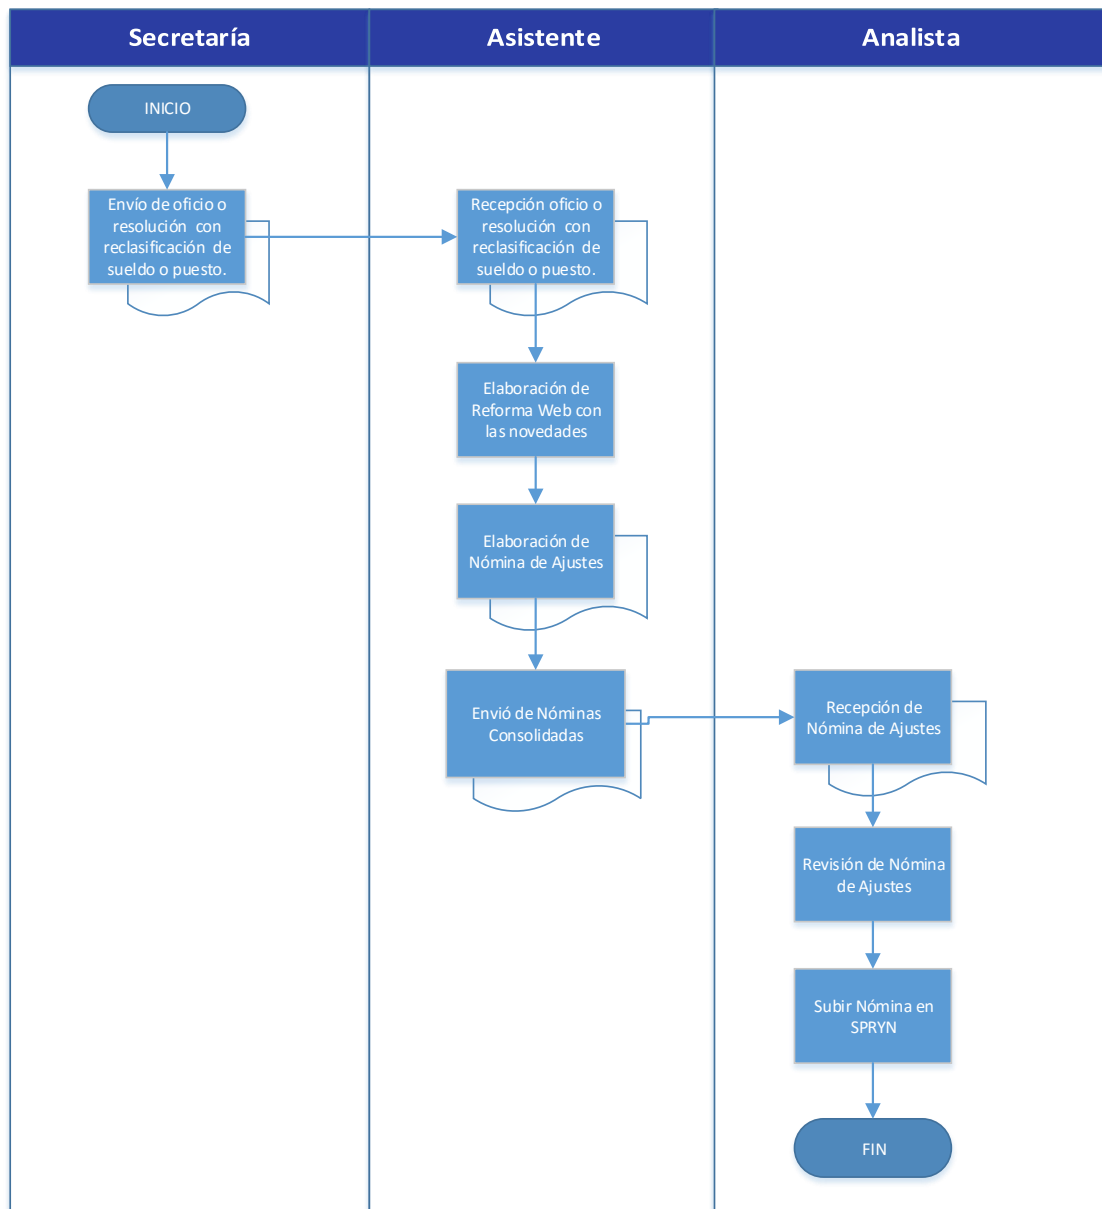 Secretaría
Asistente
Analista
INICIO
Envío de oficio o
resolución con
reclasificación de
sueldo o puesto.
Recepción oficio o
resolución con
reclasificación de
sueldo o puesto.
Elaboración de
Reforma Web con
las novedades
Elaboración de
Nómina de Ajustes
Envió de Nóminas
Consolidadas
Recepción de
Nómina de Ajustes
Revisión de Nómina
de Ajustes
Subir Nómina en
SPRYN
FIN